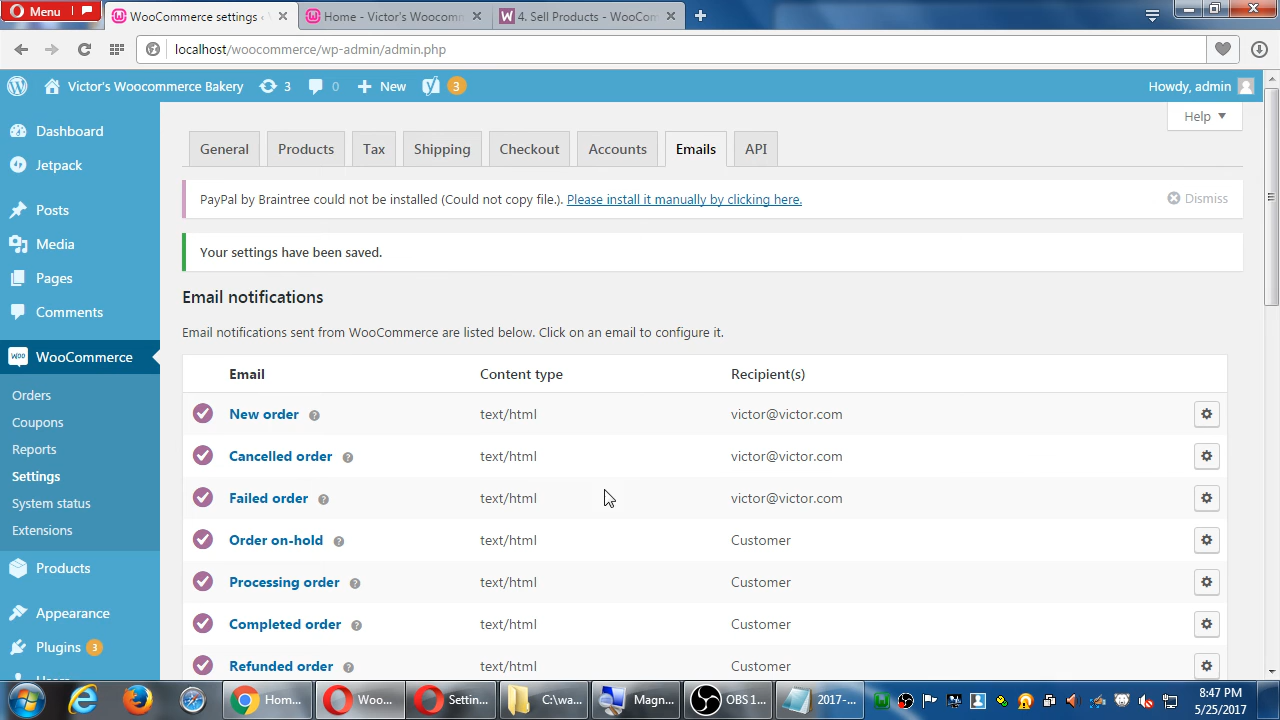 Menu
WooCommerce settings ‹
Home - Victor's Woocomm
4. Sell Products - WooCom
localhost/woocommerce/wp-admin/admin.php
Victor's Woocommerce Bakery
3
0
New
3
Howdy, admin
Help
Dashboard
Jetpack
Posts
Media
Pages
Comments
WooCommerce
Orders
Coupons
Reports
Settings
System status
Extensions
Products
Appearance
Plugins 3
General
Products
Tax
Shipping
Checkout
Accounts
Emails
API
PayPal by Braintree could not be installed (Could not copy file.). Please install it manually by clicking here.
Dismiss
Your settings have been saved.
Email notifications
Email notifications sent from WooCommerce are listed below. Click on an email to configure it.
Email Content type Recipient(s)
New order text/html victor@victor.com
Cancelled order text/html victor@victor.com
Failed order text/html victor@victor.com
Order on-hold text/html Customer
Processing order text/html Customer
Completed order text/html Customer
Refunded order text/html Customer
Hom...
Woo...
Settin...
C:\wa...
Magn...
OBS 1...
2017-...
8:47 PM
5/25/2017